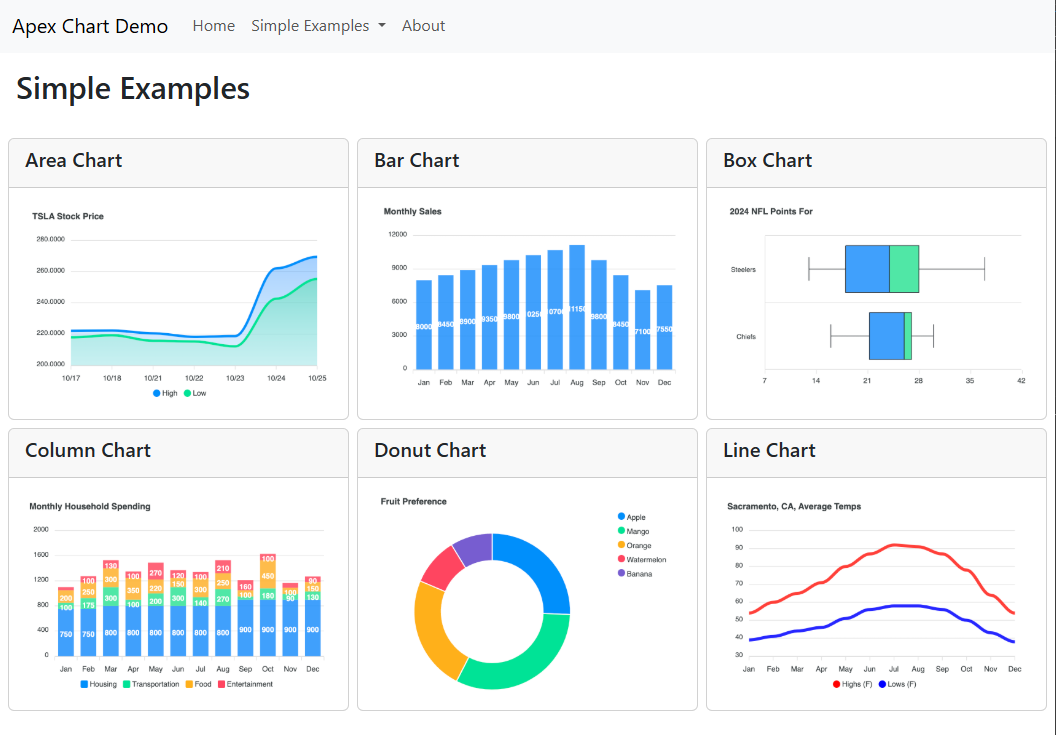 Apex Chart Demo Home Simple Examples About
Simple Examples
Area Chart
TSLA Stock Price
280.0000
260.0000
240.0000
220.0000
200.0000
10/17 10/18 10/21 10/22 10/23 10/24 10/25
High Low
Bar Chart
Monthly Sales
12000
9000
6000
3000
0
8000 8450 8900 9350 9800 10250 10700 11150 9800 8450 7100 7550
Jan Feb Mar Apr May Jun Jul Aug Sep Oct Nov Dec
Box Chart
2024 NFL Points For
Steelers
Chiefs
7 14 21 28 35 42
Column Chart
Monthly Household Spending
2000
1600
1200
800
400
0
130 270 210 100
100 100 120 100 160 90
200 250 300 350 220 150 300 250 450 100 150
100 175 300 100 200 300 140 270 100 180 90 130
750 750 800 800 800 800 800 800 900 900 900 900
Jan Feb Mar Apr May Jun Jul Aug Sep Oct Nov Dec
Housing Transportation Food Entertainment
Donut Chart
Fruit Preference
Apple
Mango
Orange
Watermelon
Banana
Line Chart
Sacramento, CA, Average Temps
100
90
80
70
60
50
40
30
Jan Feb Mar Apr May Jun Jul Aug Sep Oct Nov Dec
Highs (F) Lows (F)